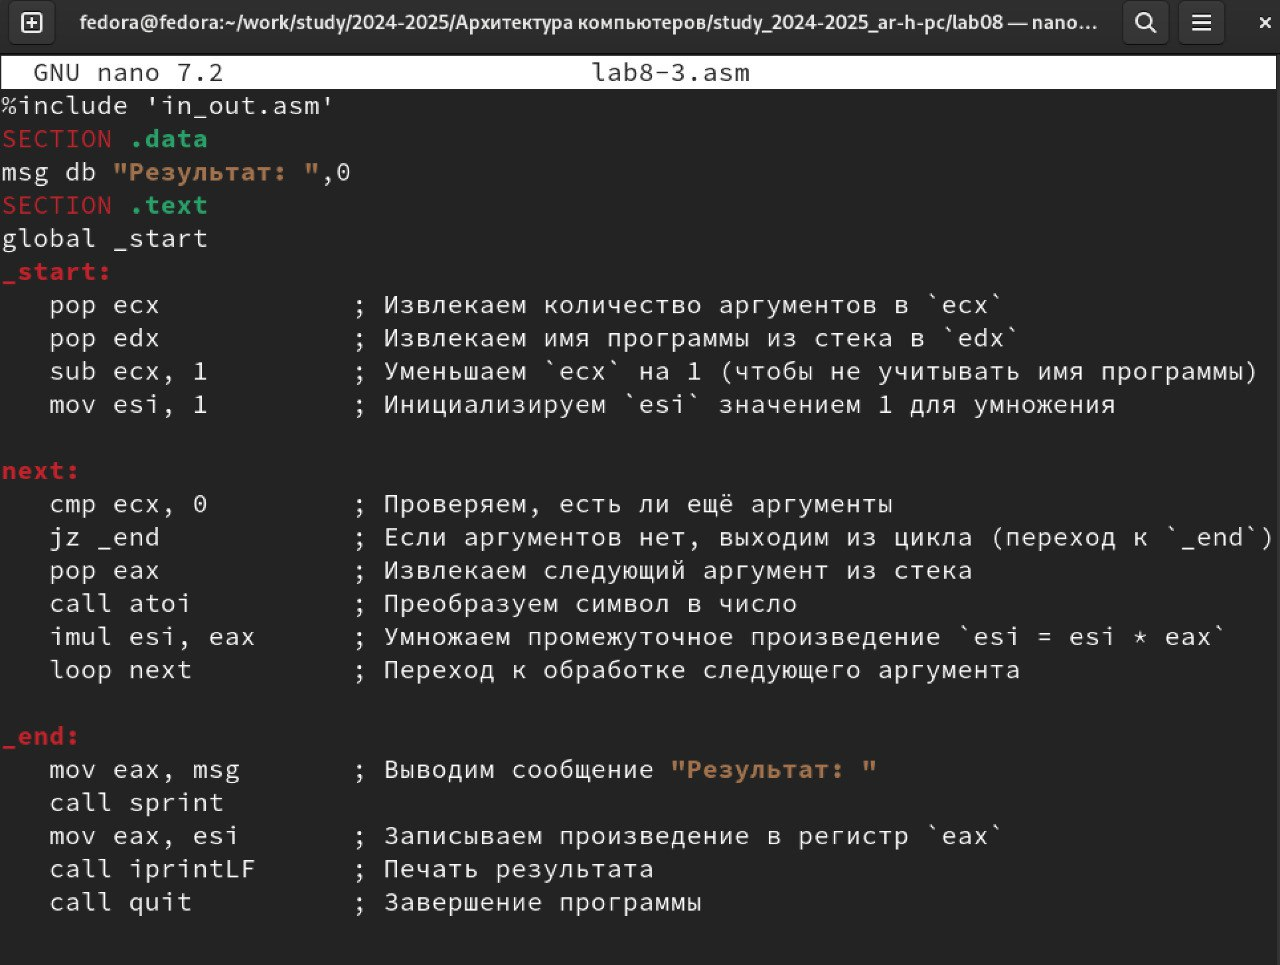 fedora@fedora:~/work/study/2024-2025/Архитектура компьютеров/study_2024-2025_ar-h-pc/lab08 — nano...
GNU nano 7.2 lab8-3.asm
%include 'in_out.asm'
SECTION .data
msg db "Результат: ",0
SECTION .text
global _start
_start:
pop ecx ; Извлекаем количество аргументов в `ecx`
pop edx ; Извлекаем имя программы из стека в `edx`
sub ecx, 1 ; Уменьшаем `ecx` на 1 (чтобы не учитывать имя программы)
mov esi, 1 ; Инициализируем `esi` значением 1 для умножения
next:
cmp ecx, 0 ; Проверяем, есть ли ещё аргументы
jz _end ; Если аргументов нет, выходим из цикла (переход к `_end`)
pop eax ; Извлекаем следующий аргумент из стека
call atoi ; Преобразуем символ в число
imul esi, eax ; Умножаем промежуточное произведение `esi = esi * eax`
loop next ; Переход к обработке следующего аргумента
_end:
mov eax, msg ; Выводим сообщение "Результат: "
call sprint
mov eax, esi ; Записываем произведение в регистр `eax`
call iprintLF ; Печать результата
call quit ; Завершение программы